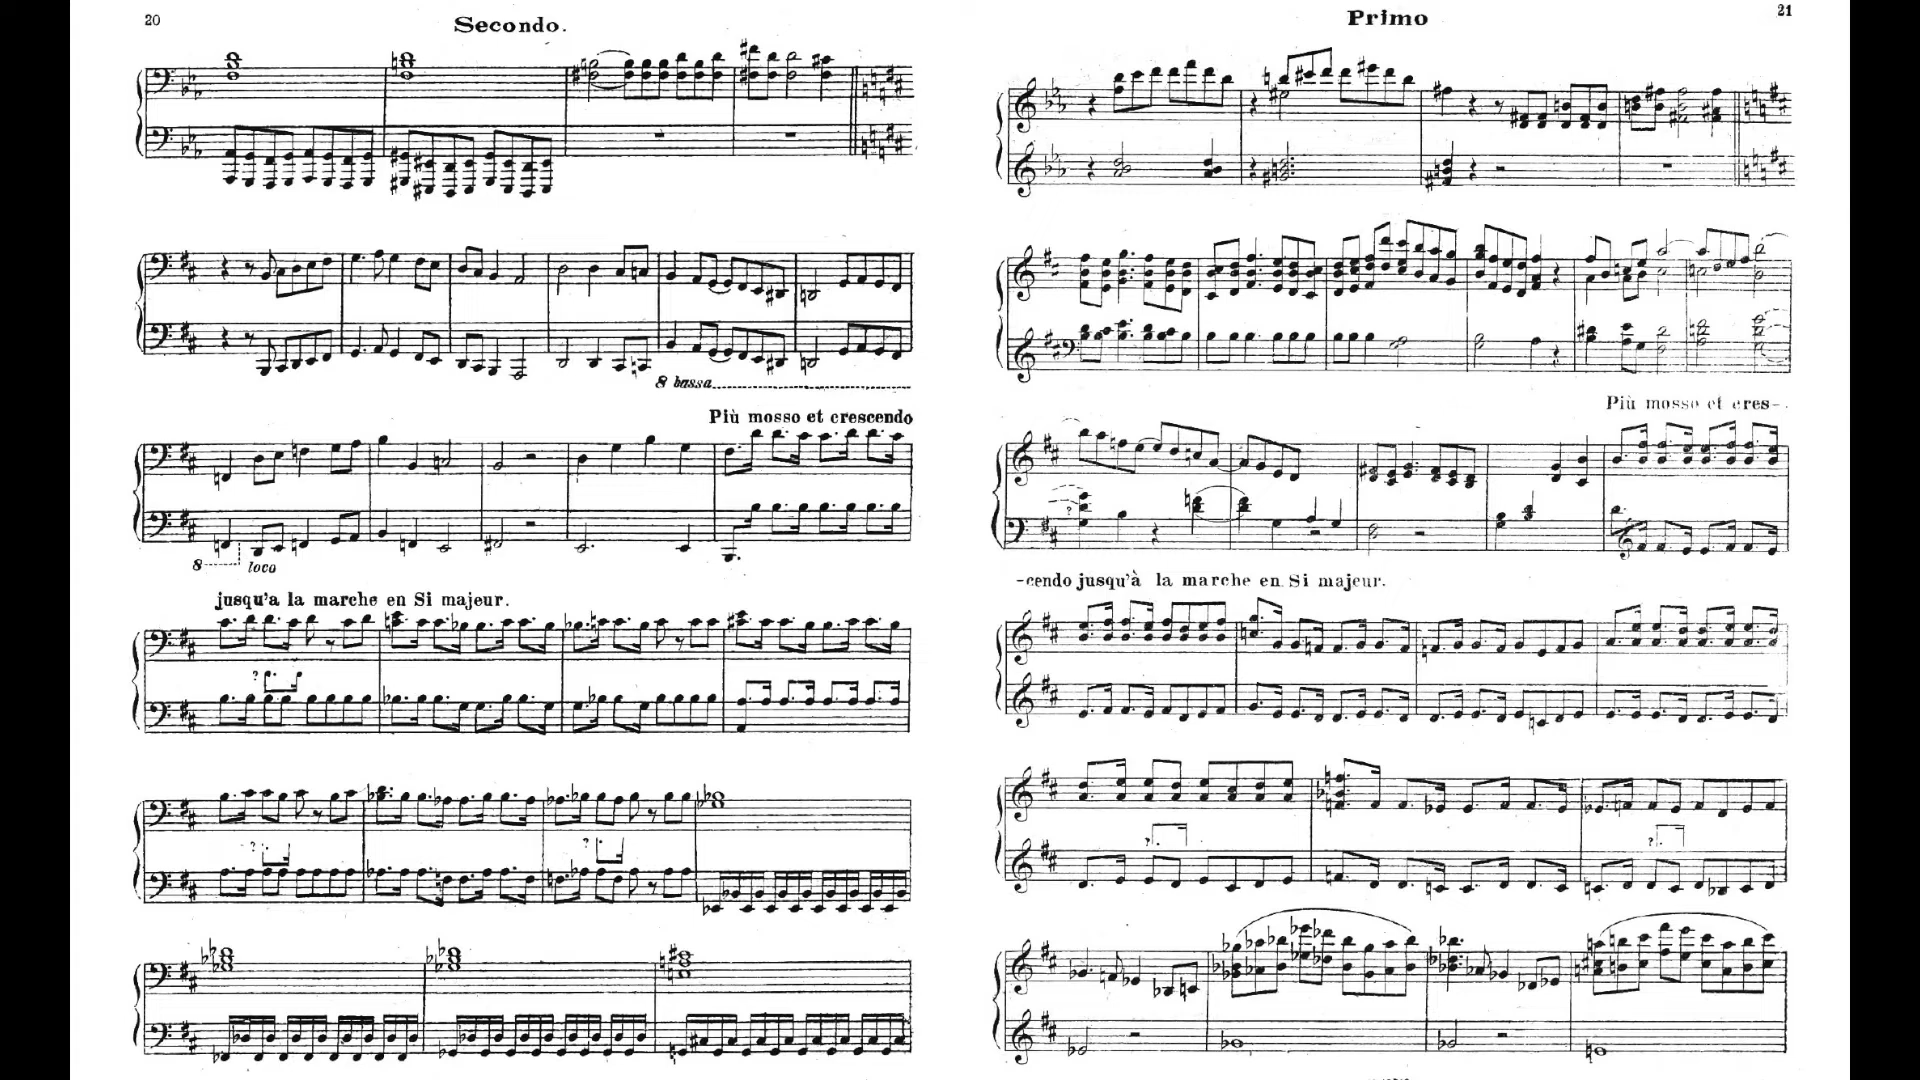 20
Secondo.
8 bassa
Più mosso et crescendo
8
loco
jusqu'a la marche en Si majeur.
?
?
?
Primo
21
Più mosso et cres-
?
-cendo jusqu'à la marche en Si majeur.
?
?